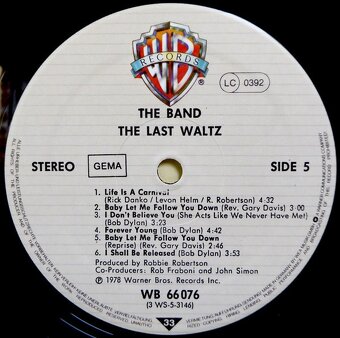 WB
RECORDS
LC 0392
THE BAND
THE LAST WALTZ
STEREO
GEMA
SIDE 5
1. Life Is A Carnival
(Rick Danko / Levon Helm / R. Robertson) 4:32
2. Baby Let Me Follow You Down (Rev. Gary Davis) 3:00
3. I Don't Believe You (She Acts Like We Never Have Met)
(Bob Dylan) 3:23
4. Forever Young (Bob Dylan) 4:42
5. Baby Let Me Follow You Down
(Reprise) (Rev. Gary Davis) 2:46
6. I Shall Be Released (Bob Dylan) 3:53
Produced by Robbie Robertson
Co-Producers: Rob Fraboni and John Simon
℗ 1978 Warner Bros. Records Inc.
WB 66 076
(3 WS-5-3146)
33